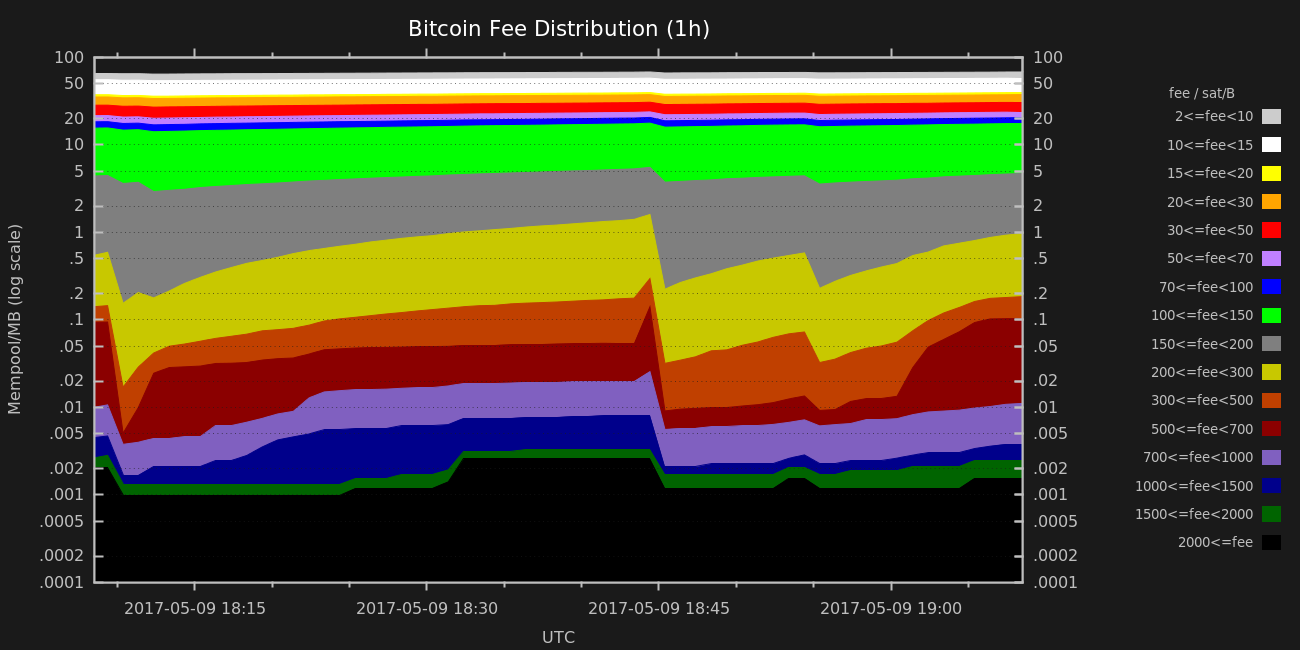 Bitcoin Fee Distribution (1h)
Mempool/MB (log scale)
100
50
20
10
5
2
1
.5
.2
.1
.05
.02
.01
.005
.002
.001
.0005
.0002
.0001
100
50
20
10
5
2
1
.5
.2
.1
.05
.02
.01
.005
.002
.001
.0005
.0002
.0001
2017-05-09 18:15 2017-05-09 18:30 2017-05-09 18:45 2017-05-09 19:00
UTC
fee / sat/B
2<=fee<10
10<=fee<15
15<=fee<20
20<=fee<30
30<=fee<50
50<=fee<70
70<=fee<100
100<=fee<150
150<=fee<200
200<=fee<300
300<=fee<500
500<=fee<700
700<=fee<1000
1000<=fee<1500
1500<=fee<2000
2000<=fee